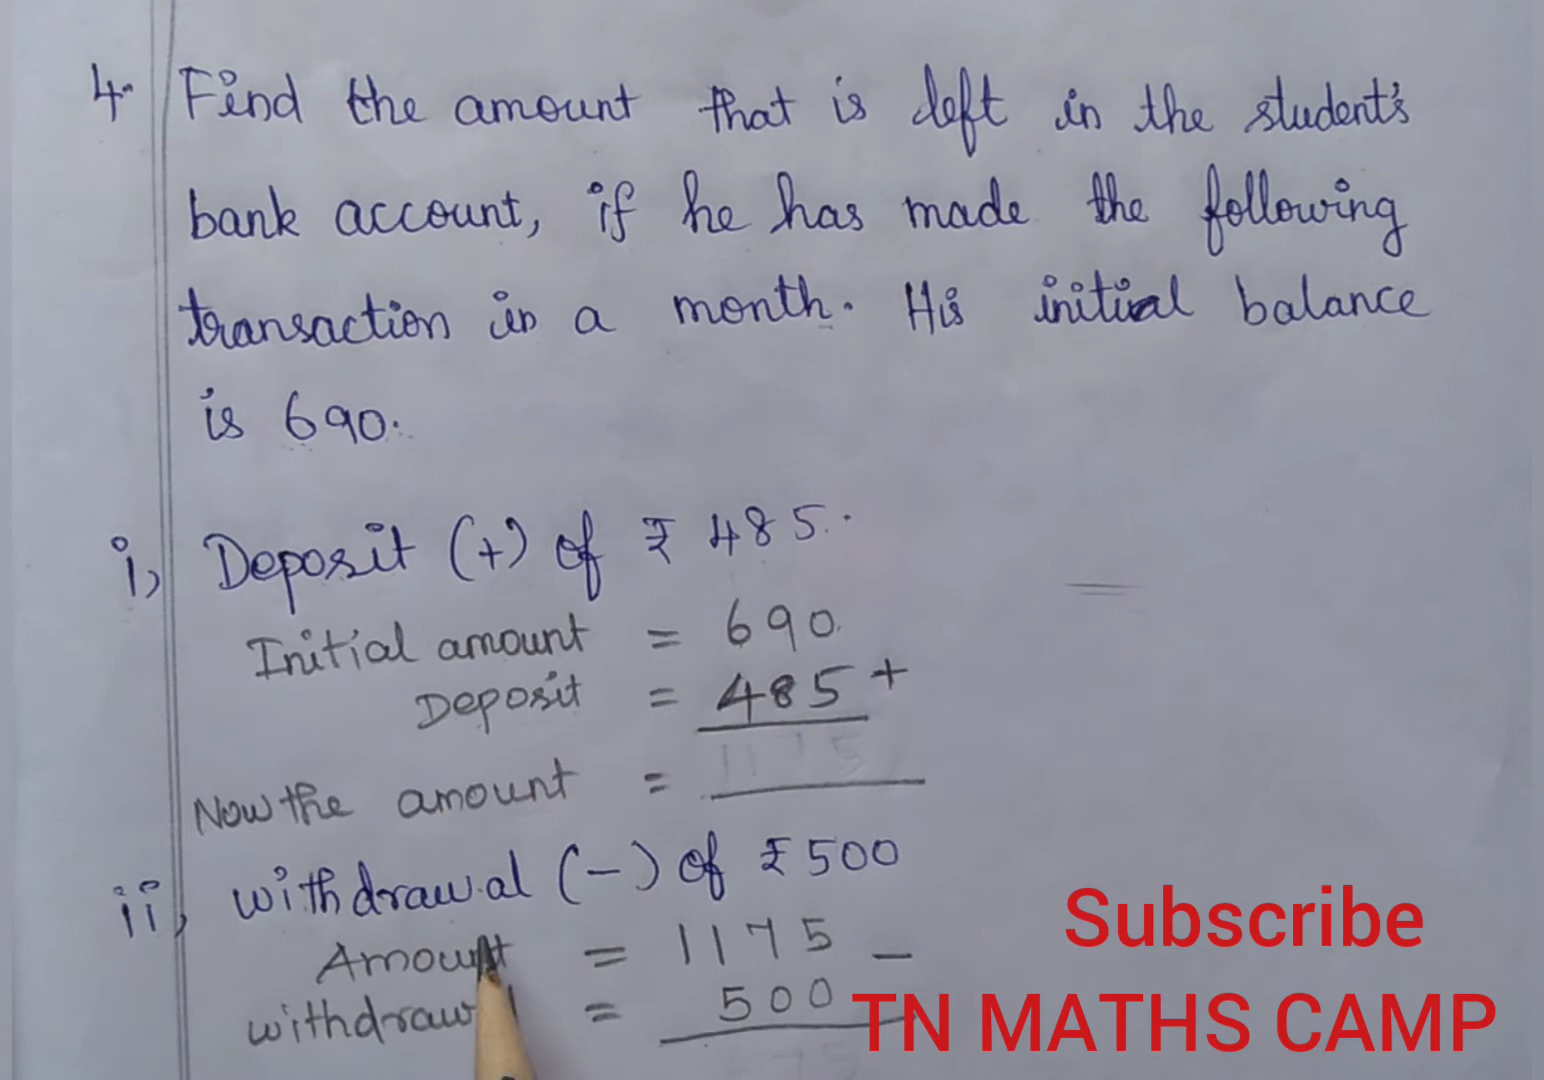 4. Find the amount that is left in the student's
bank account, if he has made the following
transaction in a month. His initial balance
is 690.
i, Deposit (+) of ₹ 485.
Initial amount = 690
Deposit = 485 +
1175
Now the amount =
ii, withdrawal (-) of ₹500
Amount = 1175 -
withdrawal = 500
Subscribe
TN MATHS CAMP